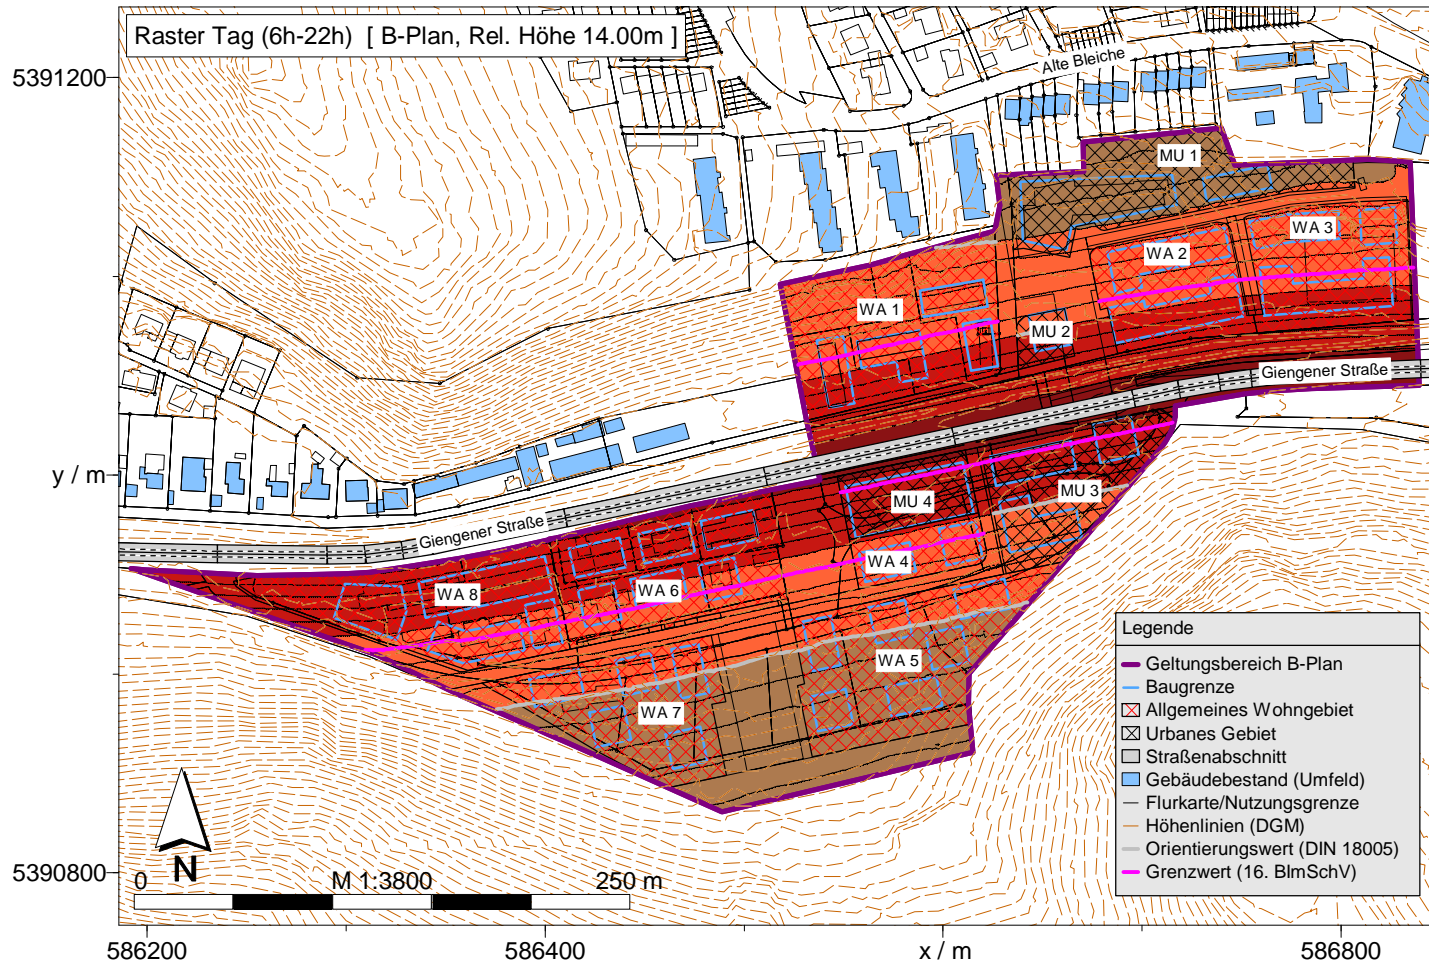 Raster Tag (6h-22h) [ B-Plan, Rel. Höhe 14.00m ]
5391200
Alte Bleiche
MU 1
WA 3
WA 2
WA 1
MU 2
Giengener Straße
y / m
MU 3
MU 4
Giengener Straße
WA 4
WA 6
WA 8
WA 5
WA 7
Legende
Geltungsbereich B-Plan
Baugrenze
Allgemeines Wohngebiet
Urbanes Gebiet
Straßenabschnitt
Gebäudebestand (Umfeld)
Flurkarte/Nutzungsgrenze
Höhenlinien (DGM)
Orientierungswert (DIN 18005)
Grenzwert (16. BImSchV)
N
5390800
0 M 1:3800 250 m
586200 586400 x / m 586800